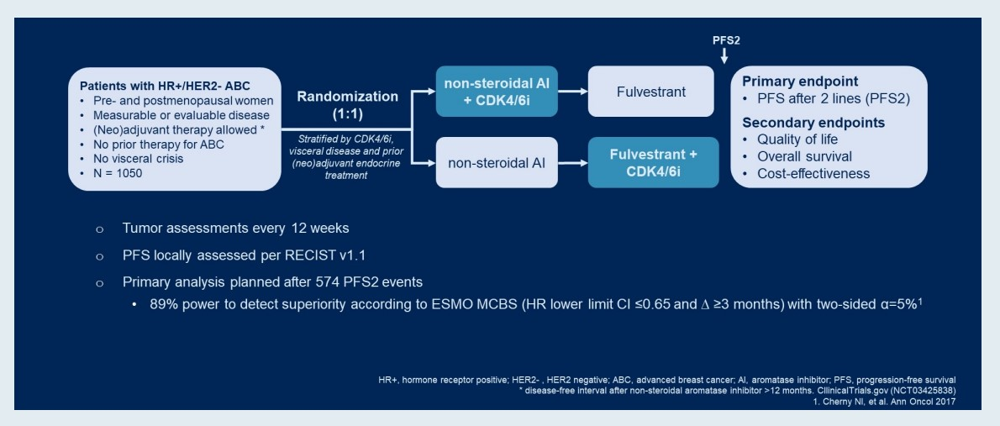 PFS2
Patients with HR+/HER2- ABC
• Pre- and postmenopausal women
• Measurable or evaluable disease
• (Neo)adjuvant therapy allowed *
• No prior therapy for ABC
• No visceral crisis
• N = 1050
Randomization
(1:1)
Stratified by CDK4/6i,
visceral disease and prior
(neo)adjuvant endocrine
treatment
non-steroidal AI
+ CDK4/6i
Fulvestrant
non-steroidal AI
Fulvestrant +
CDK4/6i
Primary endpoint
• PFS after 2 lines (PFS2)
Secondary endpoints
• Quality of life
• Overall survival
• Cost-effectiveness
o Tumor assessments every 12 weeks
o PFS locally assessed per RECIST v1.1
o Primary analysis planned after 574 PFS2 events
• 89% power to detect superiority according to ESMO MCBS (HR lower limit CI ≤0.65 and Δ ≥3 months) with two-sided α=5%¹
HR+, hormone receptor positive; HER2- , HER2 negative; ABC, advanced breast cancer; AI, aromatase inhibitor; PFS, progression-free survival
* disease-free interval after non-steroidal aromatase inhibitor >12 months. CllinicalTrials.gov (NCT03425838)
1. Cherny NI, et al. Ann Oncol 2017